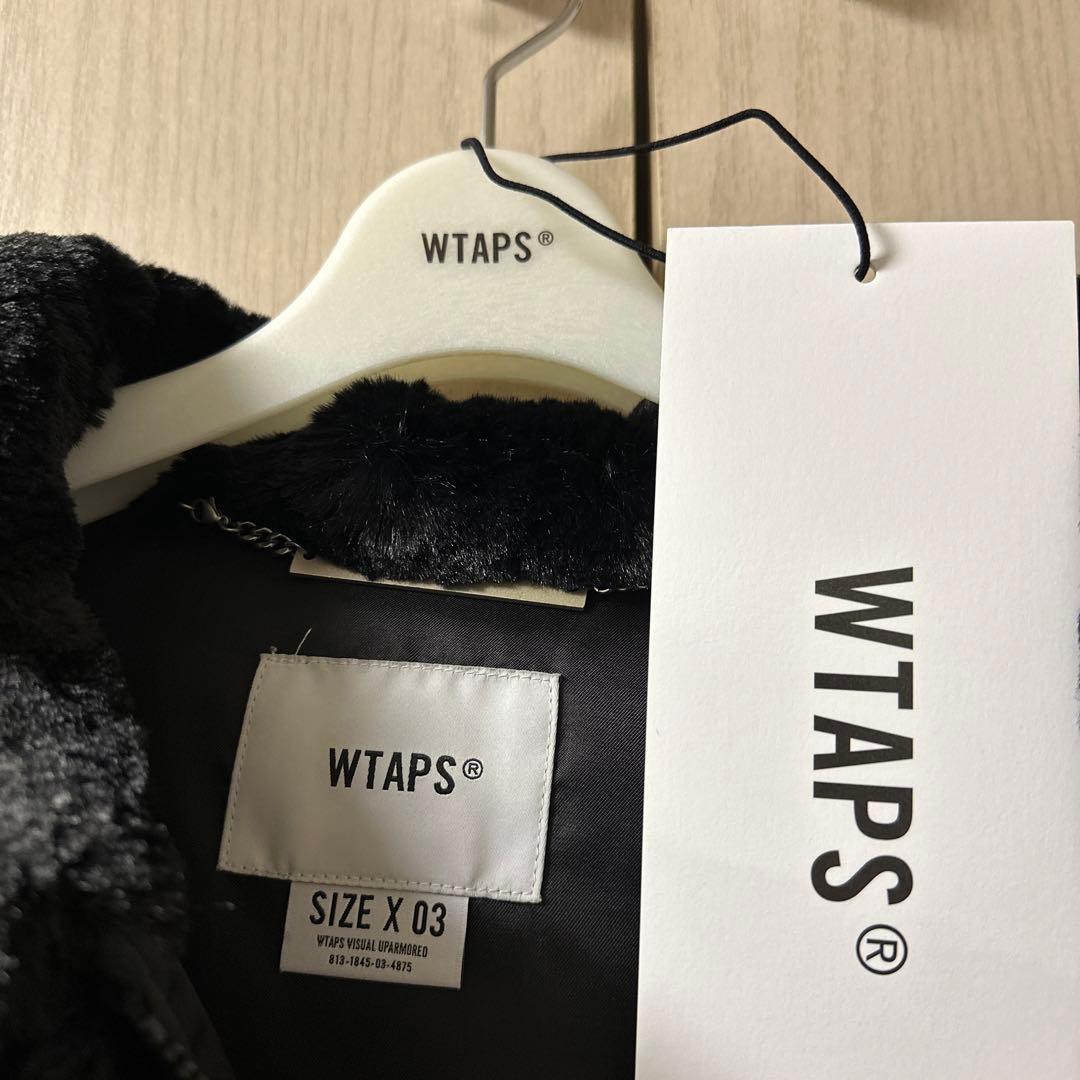 WTAPS®
WTAPS®
SIZE X 03
WTAPS VISUAL UPARMORED
813-1845-03-4875
WTAPS®